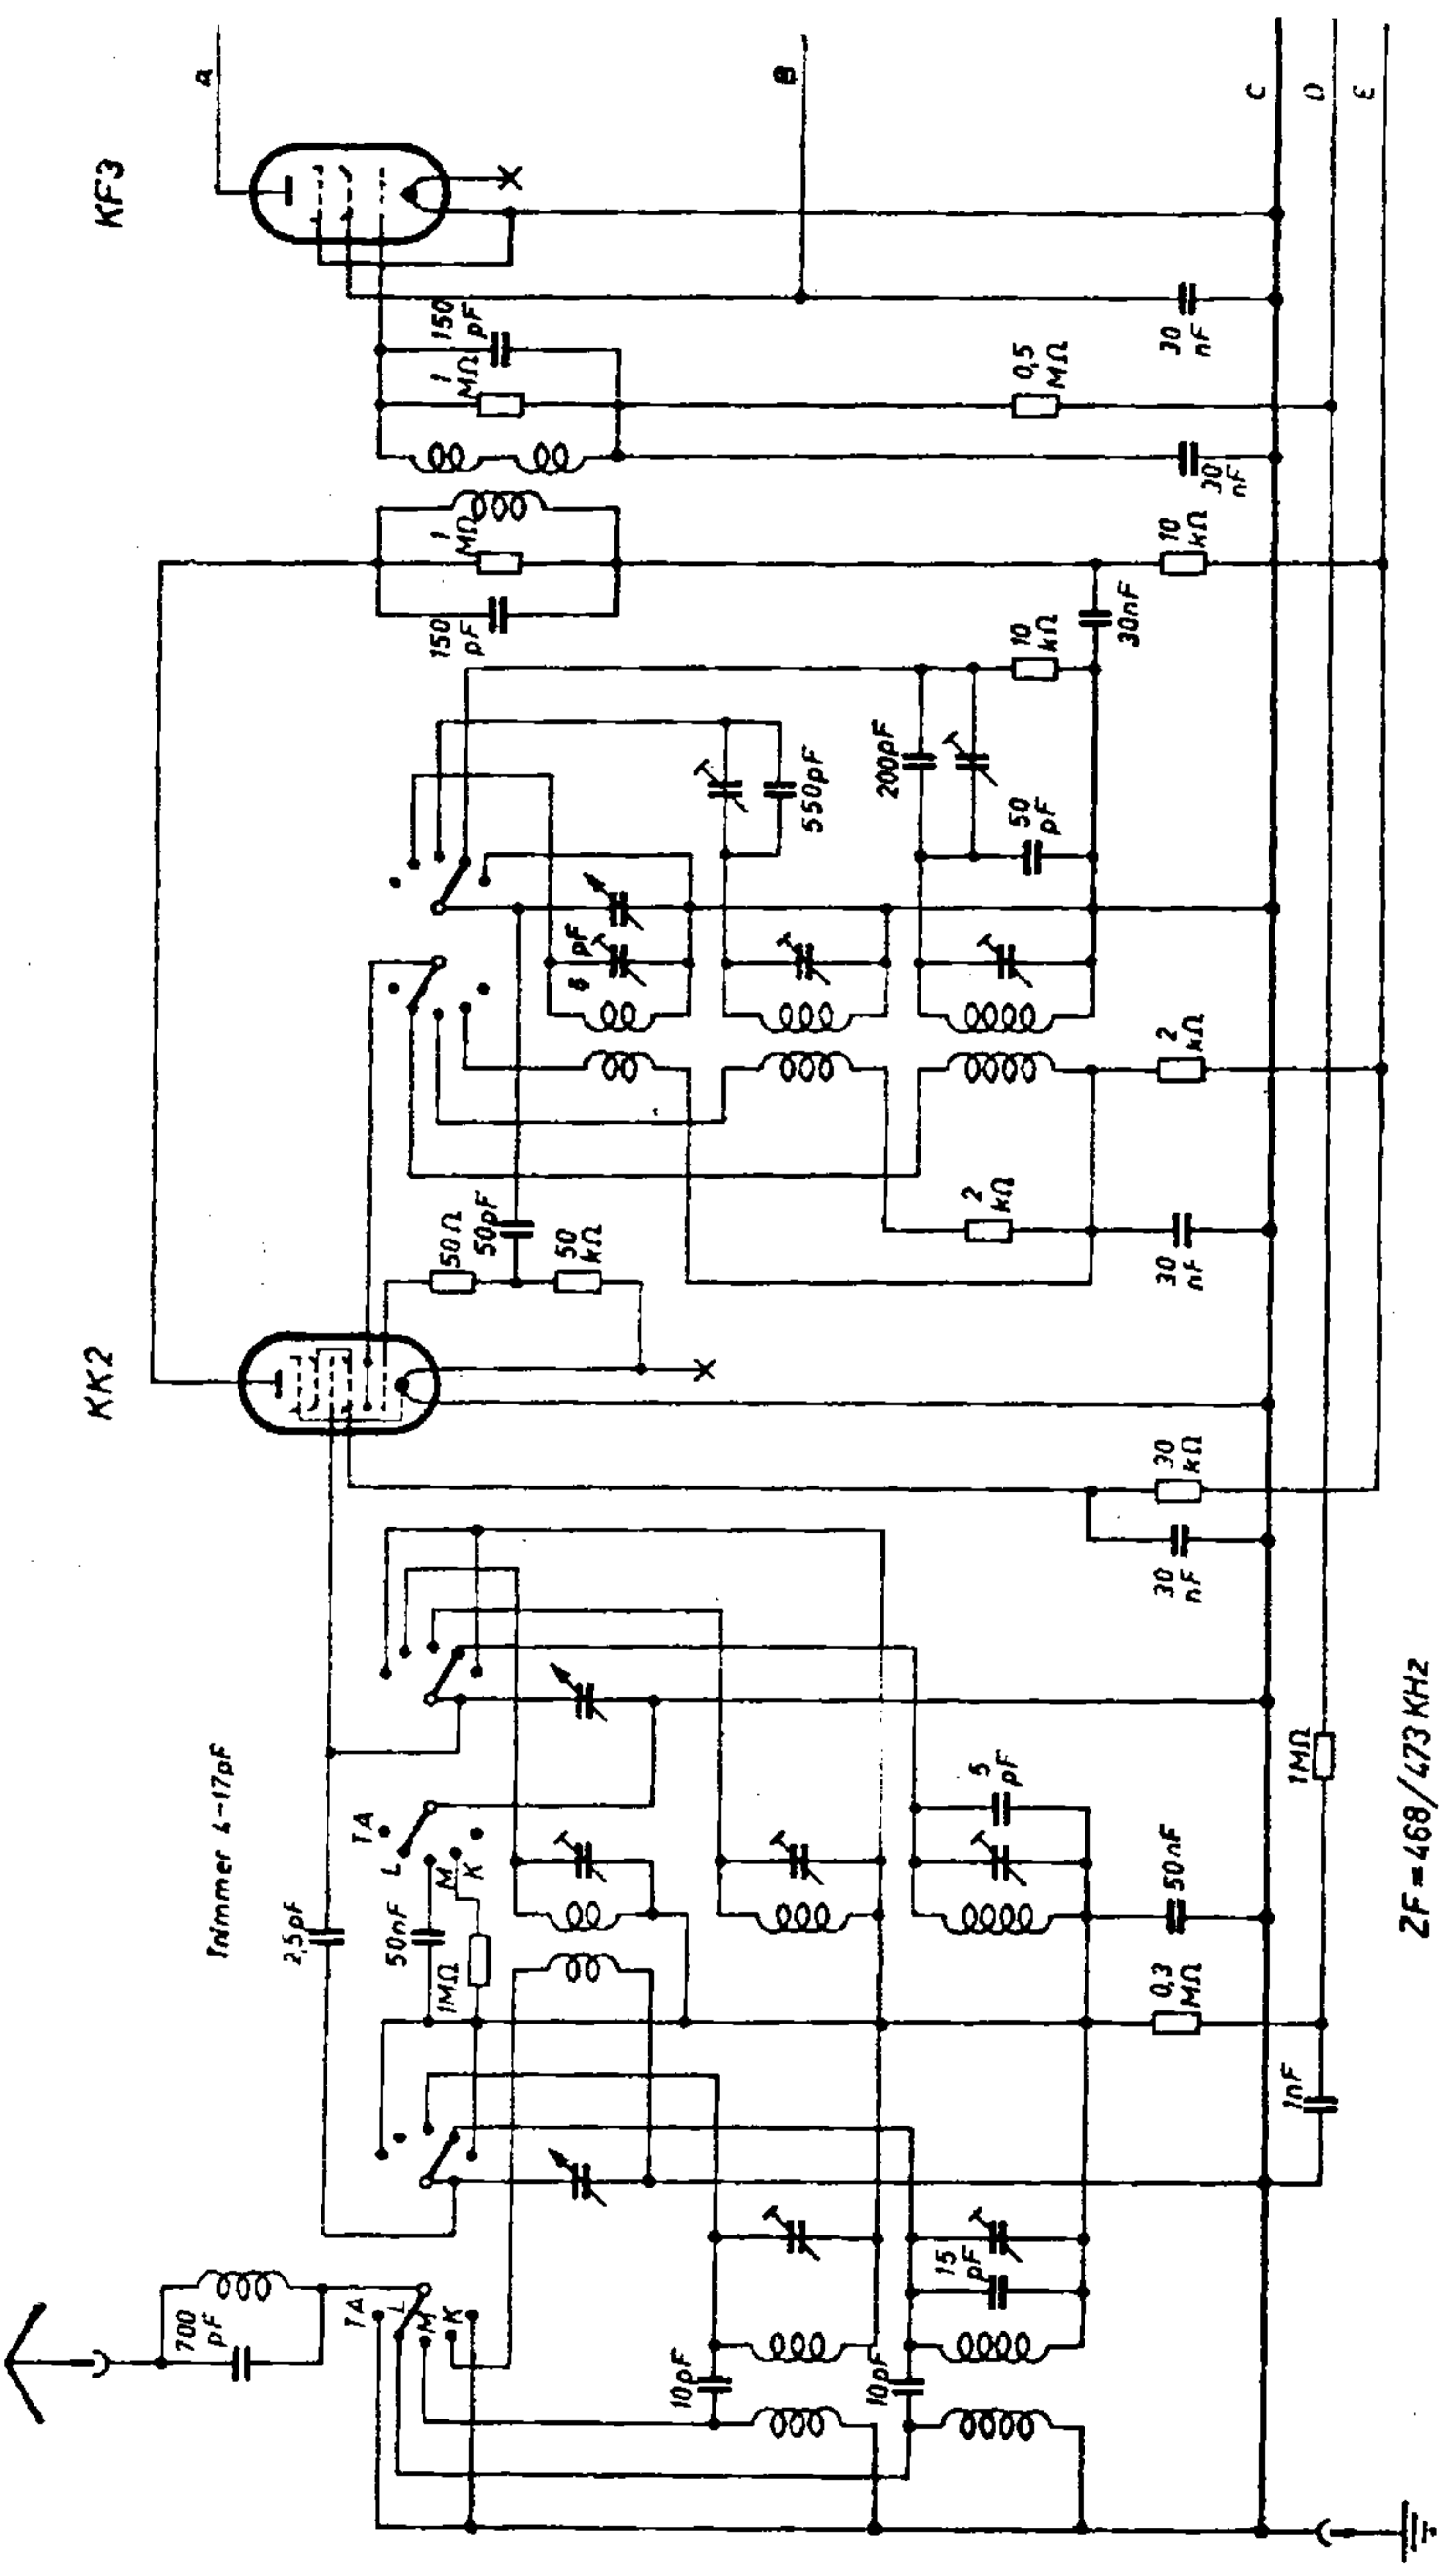 KK2
KF3
A
Trimmer 4-17pF
2,5pF
700
pF
TA
L
M
K
TA
L
M
K
50nF
1MΩ
50Ω
50pF
50
kΩ
150
pF
1
MΩ
1
MΩ
150
pF
pF
550pF
200pF
B
10pF
10pF
15
pF
5
pF
2
kΩ
50
pF
10
kΩ
30nF
0,5
MΩ
0,3
MΩ
50nF
30
nF
30
kΩ
30
nF
2
kΩ
10
kΩ
30
nF
30
nF
C
1nF
1MΩ
D
E
ZF=468/473 KHz